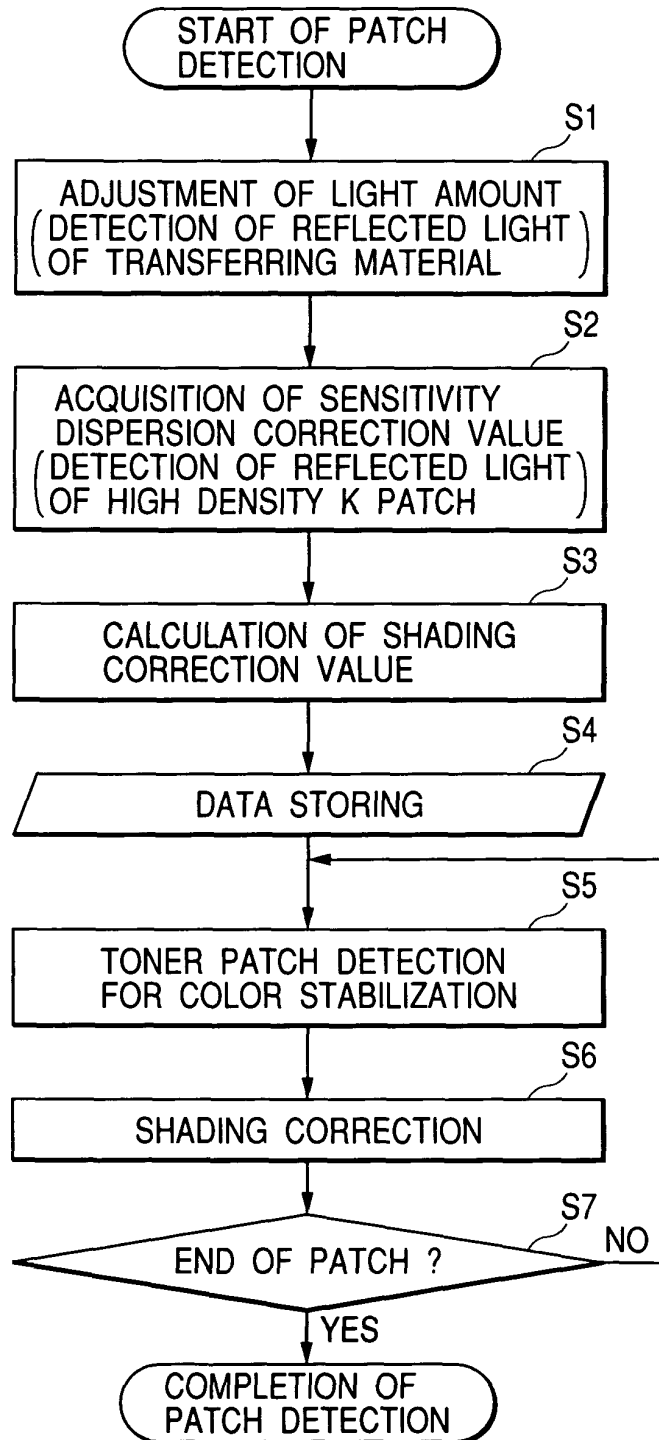 START OF PATCH
DETECTION
S1
ADJUSTMENT OF LIGHT AMOUNT
(DETECTION OF REFLECTED LIGHT
OF TRANSFERRING MATERIAL)
S2
ACQUISITION OF SENSITIVITY
DISPERSION CORRECTION VALUE
(DETECTION OF REFLECTED LIGHT
OF HIGH DENSITY K PATCH)
S3
CALCULATION OF SHADING
CORRECTION VALUE
S4
DATA STORING
S5
TONER PATCH DETECTION
FOR COLOR STABILIZATION
S6
SHADING CORRECTION
S7
END OF PATCH ?
NO
YES
COMPLETION OF
PATCH DETECTION